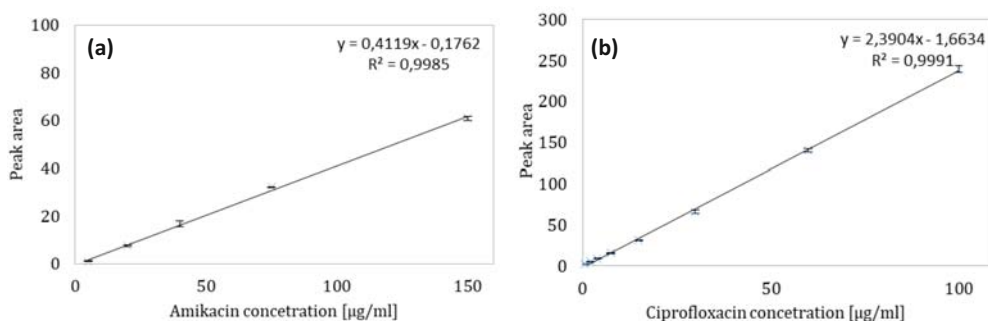 (a)
y = 0,4119x - 0,1762
R² = 0,9985
Peak area
100
80
60
40
20
0
0 50 100 150
Amikacin concetration [µg/ml]
(b)
y = 2,3904x - 1,6634
R² = 0,9991
Peak area
300
250
200
150
100
50
0
0 50 100
Ciprofloxacin concetration [µg/ml]